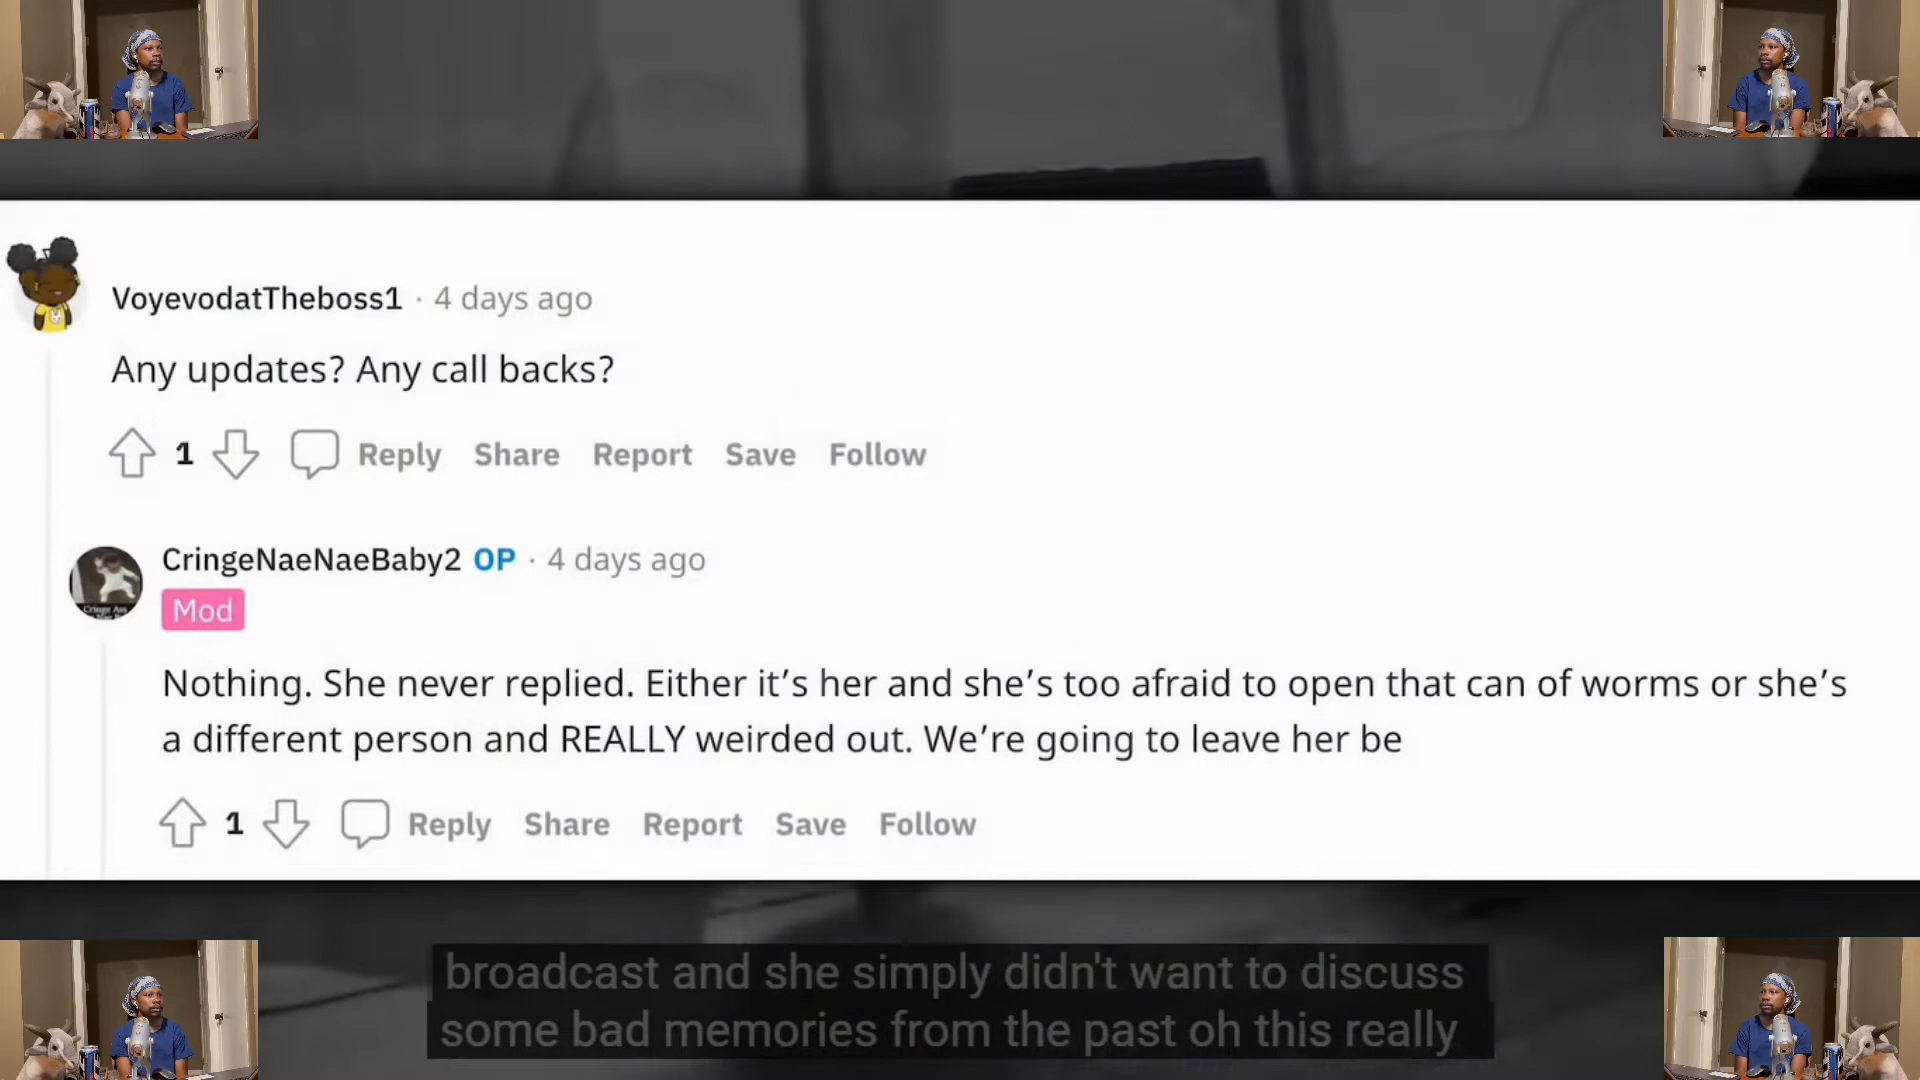 VoyevodatTheboss1 · 4 days ago
Any updates? Any call backs?
1 Reply Share Report Save Follow
CringeNaeNaeBaby2 OP · 4 days ago
Mod
Nothing. She never replied. Either it’s her and she’s too afraid to open that can of worms or she’s
a different person and REALLY weirded out. We’re going to leave her be
1 Reply Share Report Save Follow
broadcast and she simply didn't want to discuss
some bad memories from the past oh this really